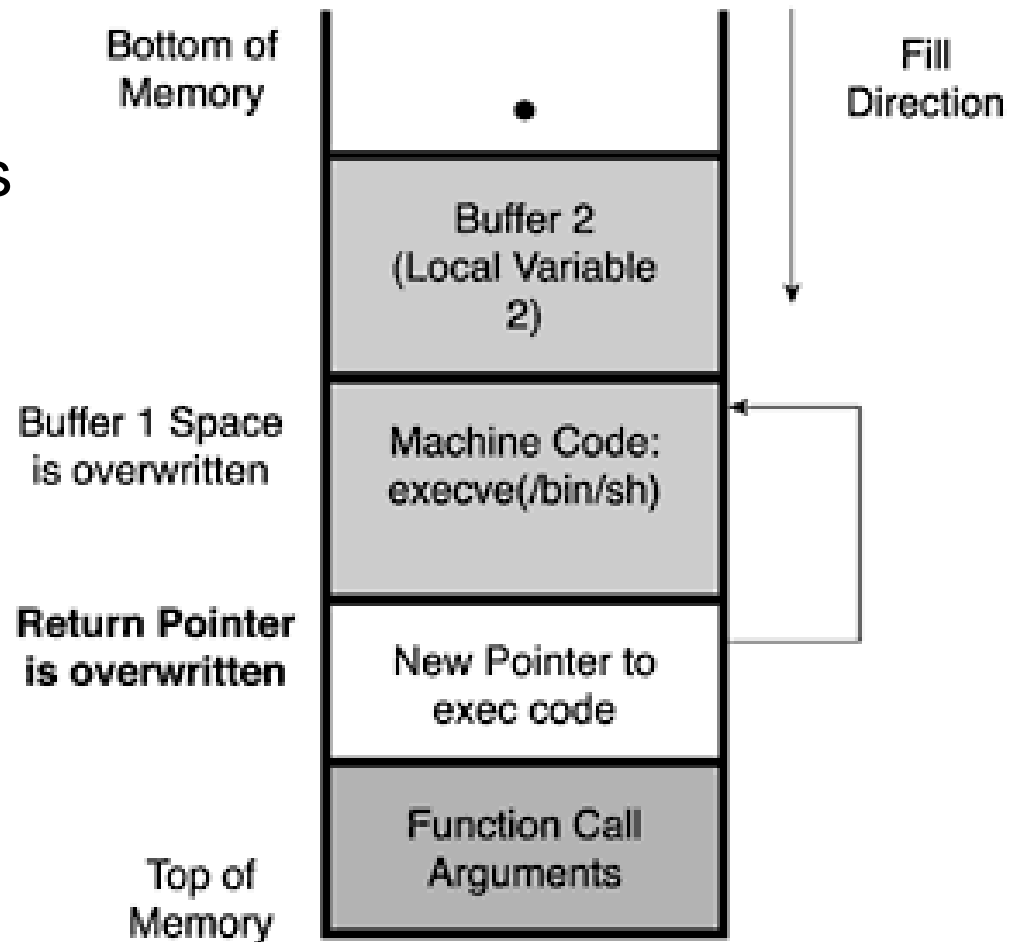 Bottom of
Memory
Fill
Direction
s
Buffer 2
(Local Variable
2)
Buffer 1 Space
is overwritten
Machine Code:
execve(/bin/sh)
Return Pointer
is overwritten
New Pointer to
exec code
Function Call
Arguments
Top of
Memory